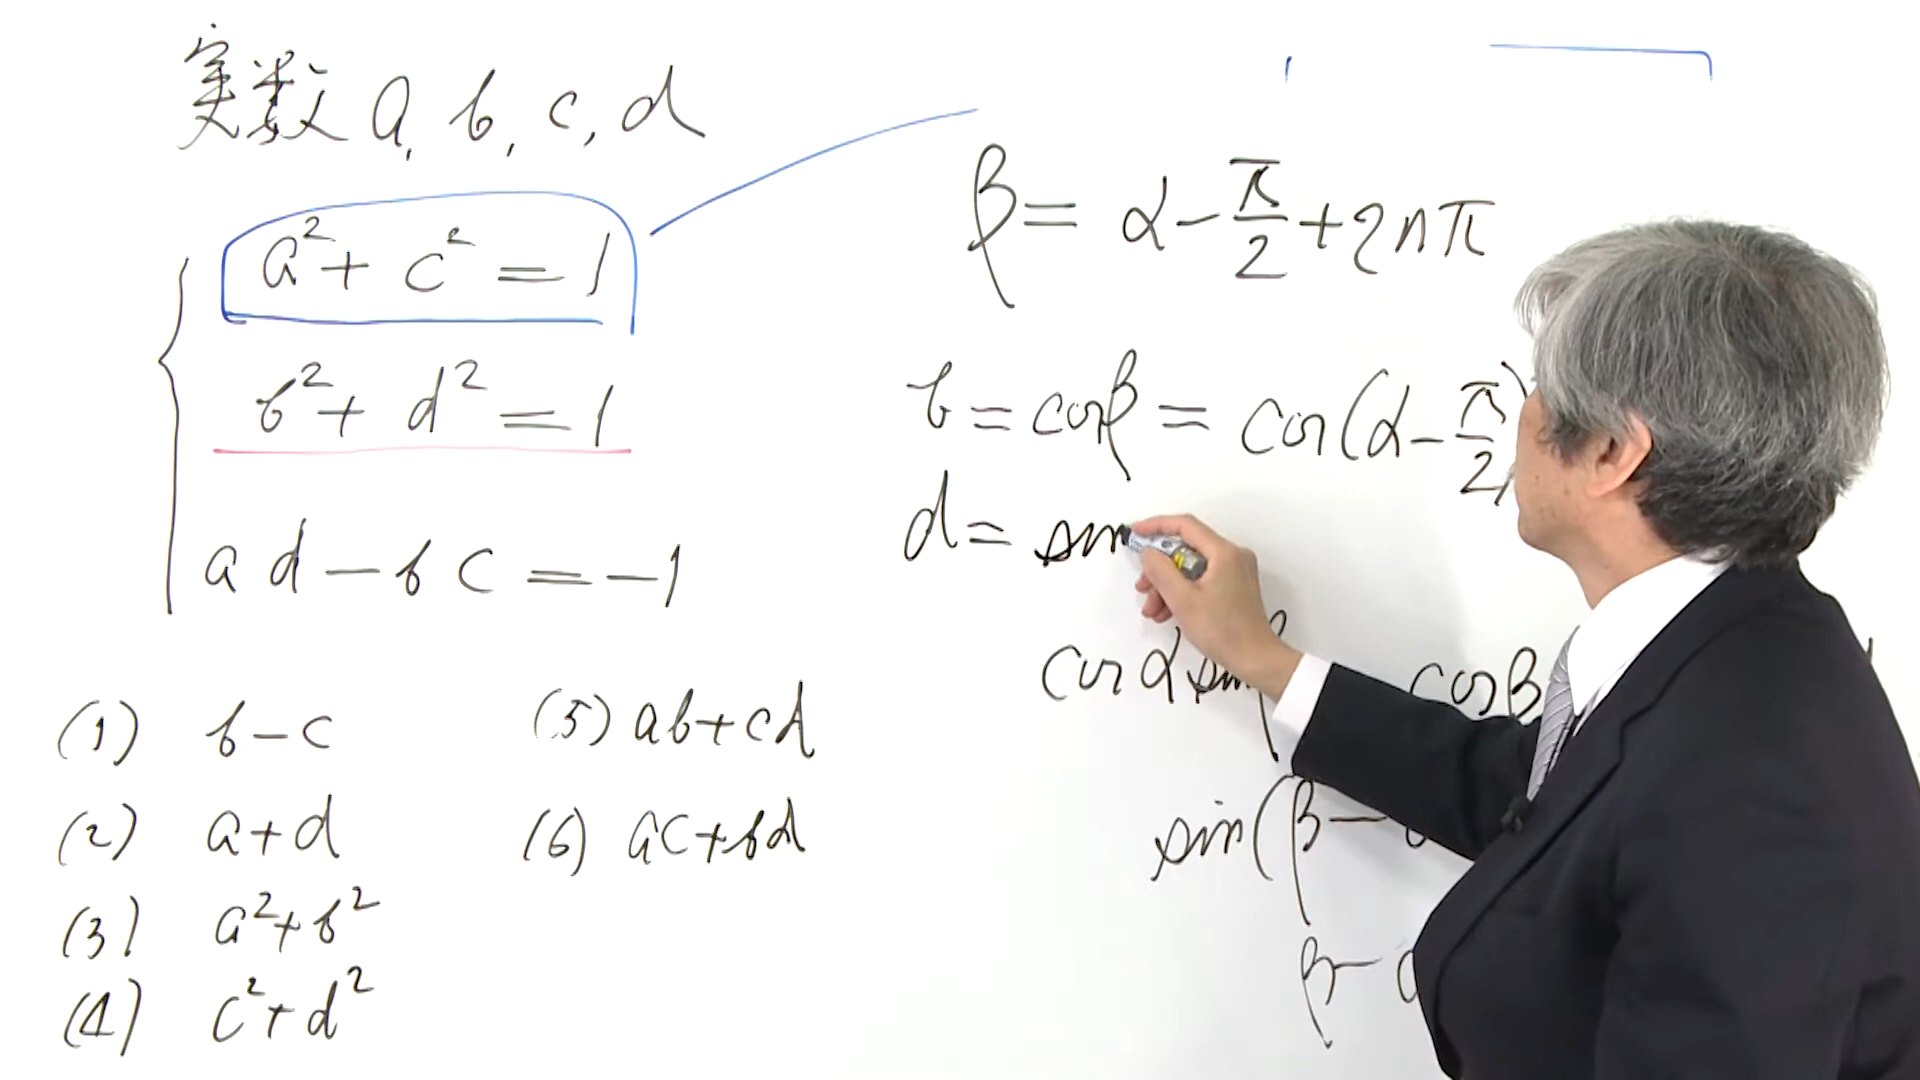 実数 a, b, c, d
a² + c² = 1
b² + d² = 1
ad - bc = -1
(1) b - c
(2) a + d
(3) a² + b²
(4) c² + d²
(5) ab + cd
(6) ac + bd
β = α - π/2 + 2nπ
b = cosβ = cos(α - π/2)
d = sin
cosα sinβ
cosβ
sin(β -
β -